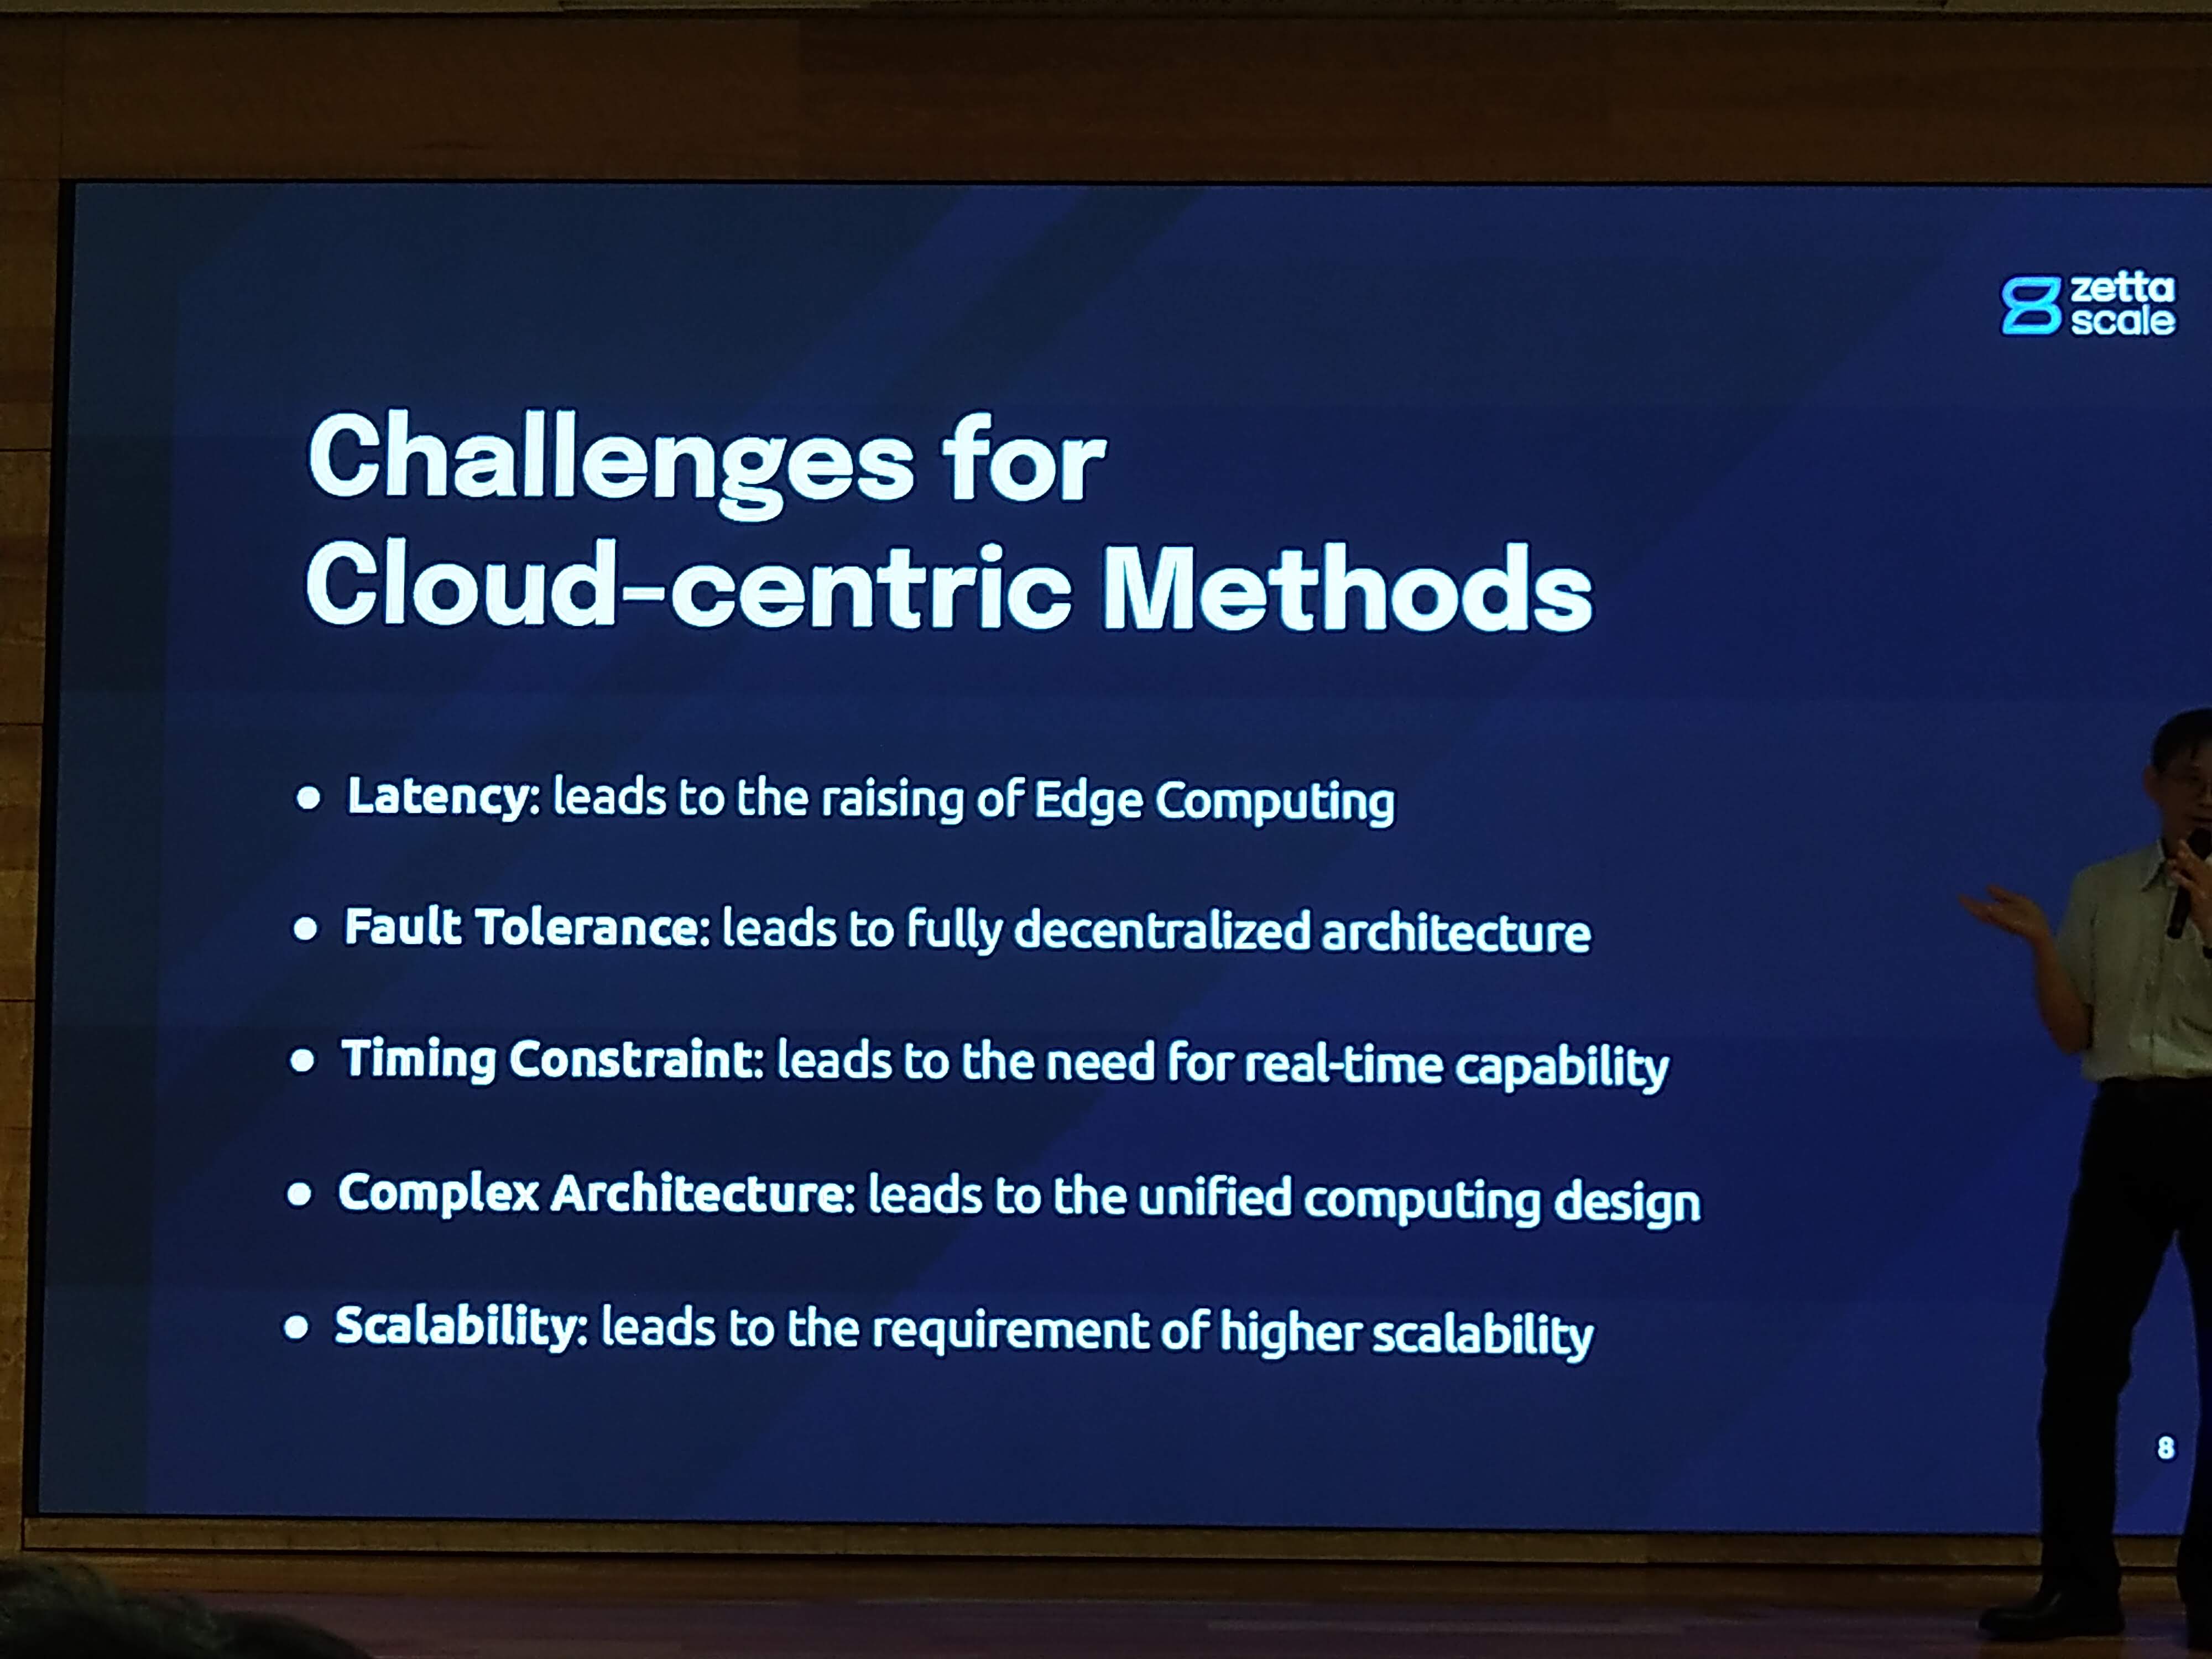 zetta
scale
Challenges for
Cloud-centric Methods
● Latency: leads to the raising of Edge Computing
● Fault Tolerance: leads to fully decentralized architecture
● Timing Constraint: leads to the need for real-time capability
● Complex Architecture: leads to the unified computing design
● Scalability: leads to the requirement of higher scalability
8